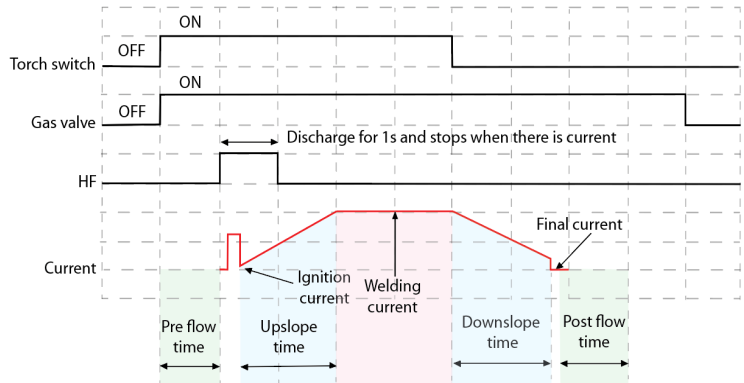 ON
OFF
Torch switch
ON
OFF
Gas valve
Discharge for 1s and stops when there is current
HF
Final current
Current
Ignition
current
Welding
current
Pre flow
time
Upslope
time
Downslope
time
Post flow
time